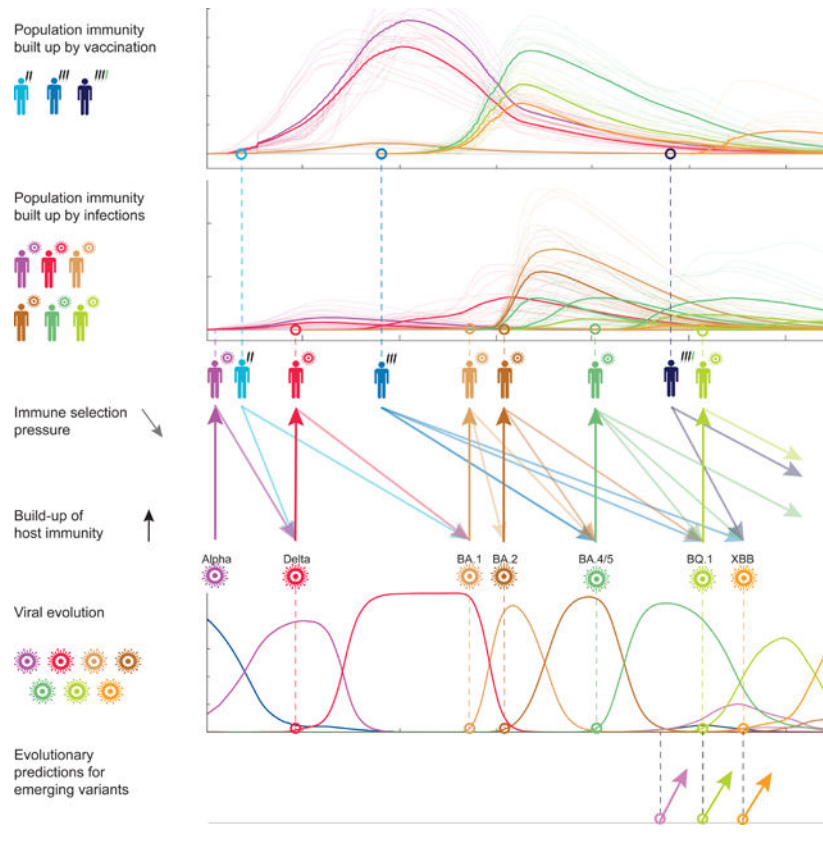 Population immunity
built up by vaccination
Population immunity
built up by infections
Immune selection
pressure
Build-up of
host immunity
Alpha
Delta
BA.1
BA.2
BA.4/5
BQ.1
XBB
Viral evolution
Evolutionary
predictions for
emerging variants